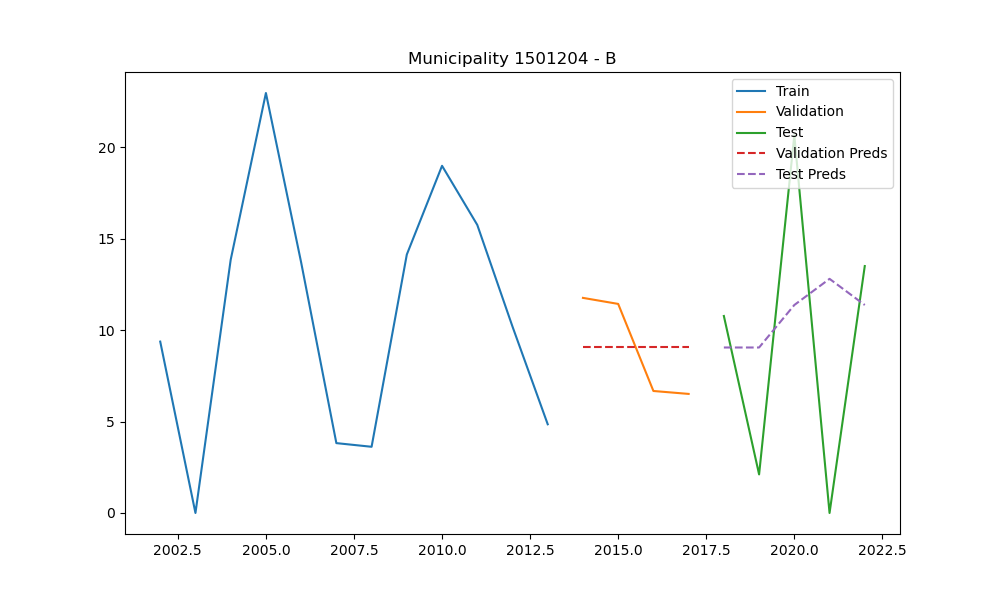 Municipality 1501204 - B
Train
Validation
Test
Validation Preds
Test Preds
20
15
10
5
0
2002.5 2005.0 2007.5 2010.0 2012.5 2015.0 2017.5 2020.0 2022.5